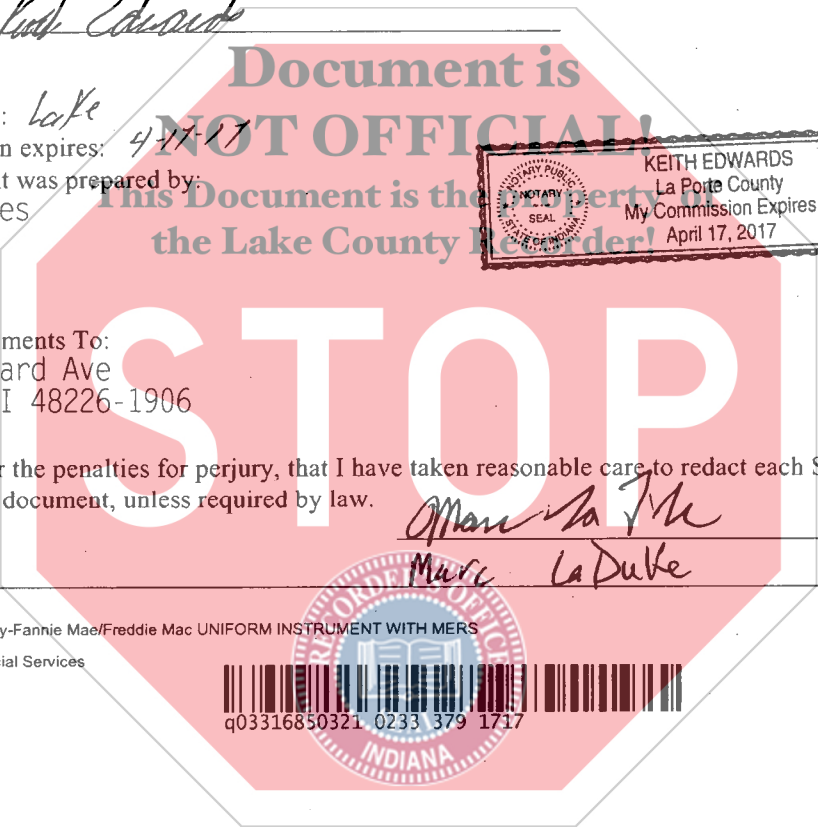 Keith Edwards
Document is
NOT OFFICIAL!
This Document is the property of
the Lake County Recorder!
: Lake
n expires: 4-17-17
t was prepared by:
es
KEITH EDWARDS
La Porte County
My Commission Expires
April 17, 2017
NOTARY PUBLIC
NOTARY
SEAL
STATE OF INDIANA
STOP
ments To:
ard Ave
I 48226-1906
r the penalties for perjury, that I have taken reasonable care to redact each S
document, unless required by law.
Marc LaDuke
y-Fannie Mae/Freddie Mac UNIFORM INSTRUMENT WITH MERS
cial Services
RECORDER'S OFFICE
INDIANA
q03316850321 0233 379 1717